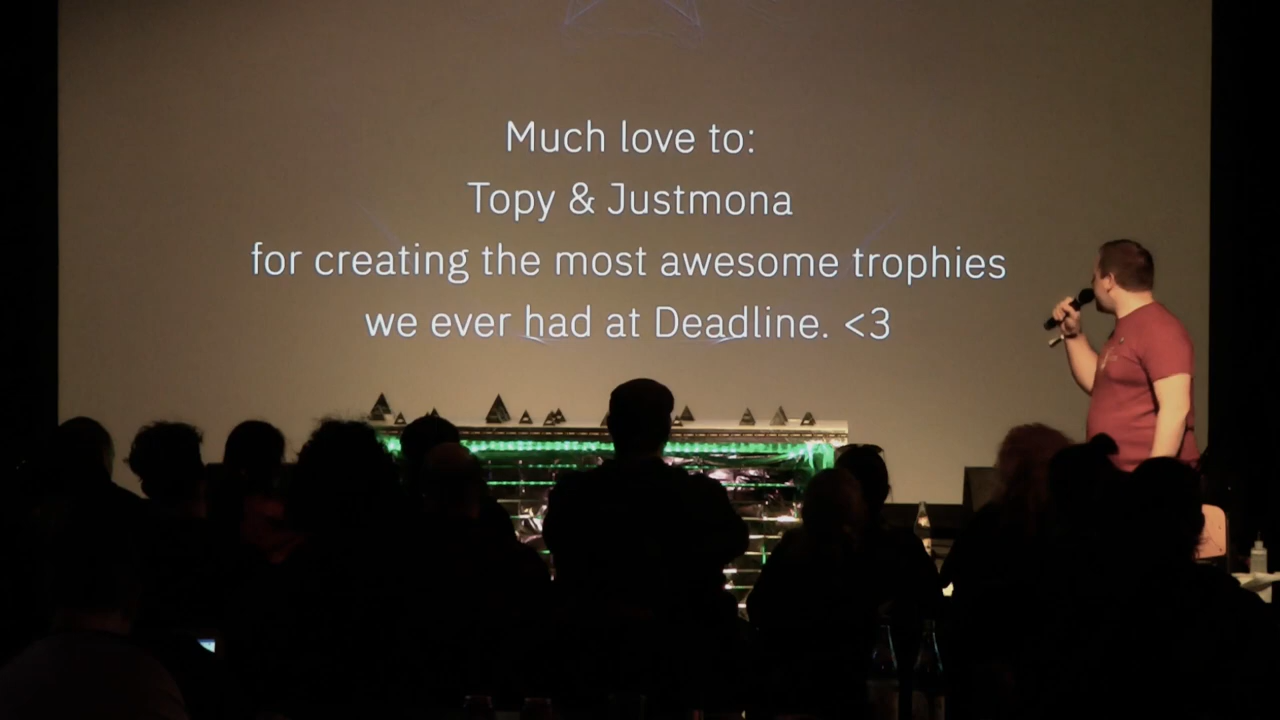 Much love to:
Topy & Justmona
for creating the most awesome trophies
we ever had at Deadline. <3